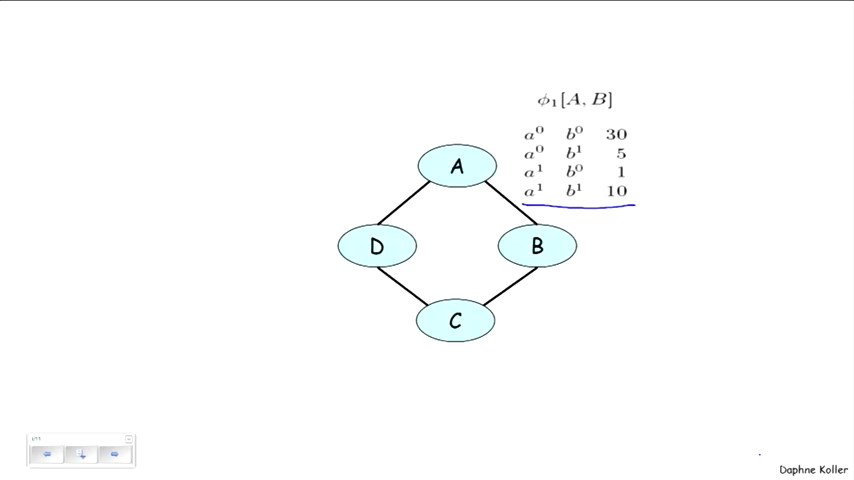 ϕ₁[A, B]
a⁰ b⁰ 30
a⁰ b¹ 5
a¹ b⁰ 1
a¹ b¹ 10
A
D
B
C
Daphne Koller